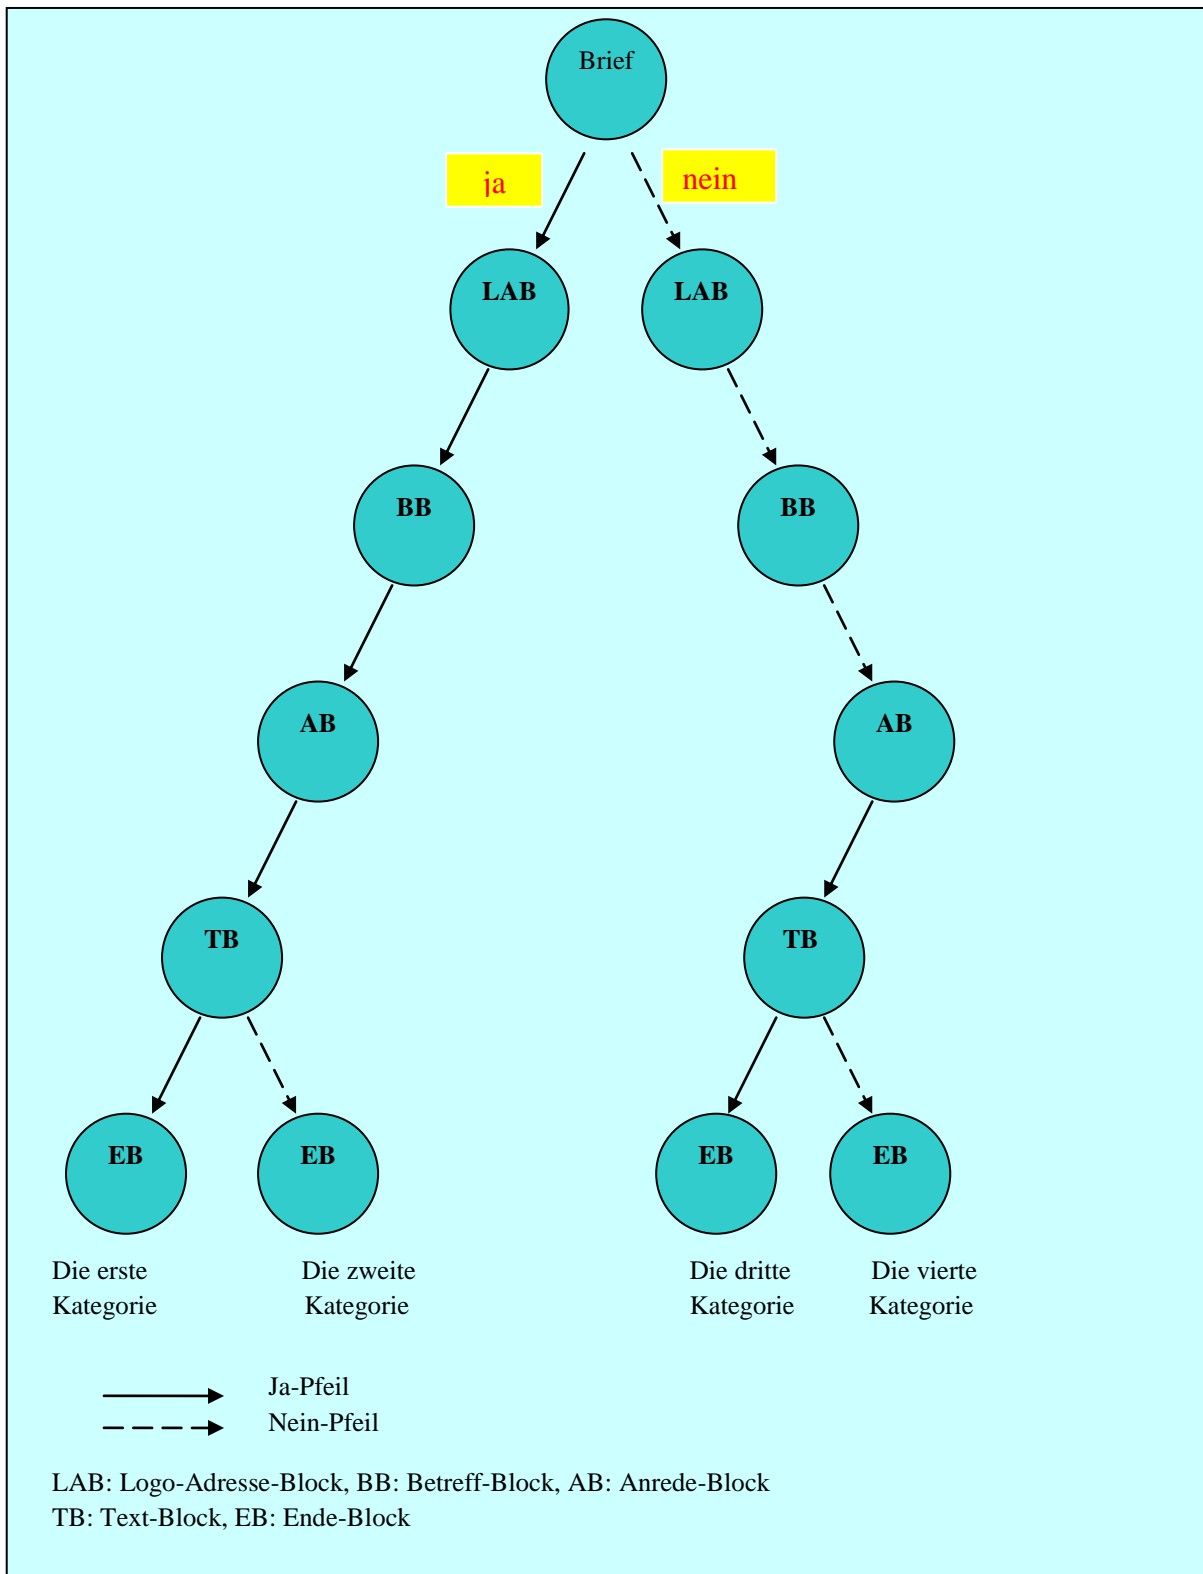 Brief
ja
nein
LAB
LAB
BB
BB
AB
AB
TB
TB
EB
EB
EB
EB
Die erste
Kategorie
Die zweite
Kategorie
Die dritte
Kategorie
Die vierte
Kategorie
Ja-Pfeil
Nein-Pfeil
LAB: Logo-Adresse-Block, BB: Betreff-Block, AB: Anrede-Block
TB: Text-Block, EB: Ende-Block